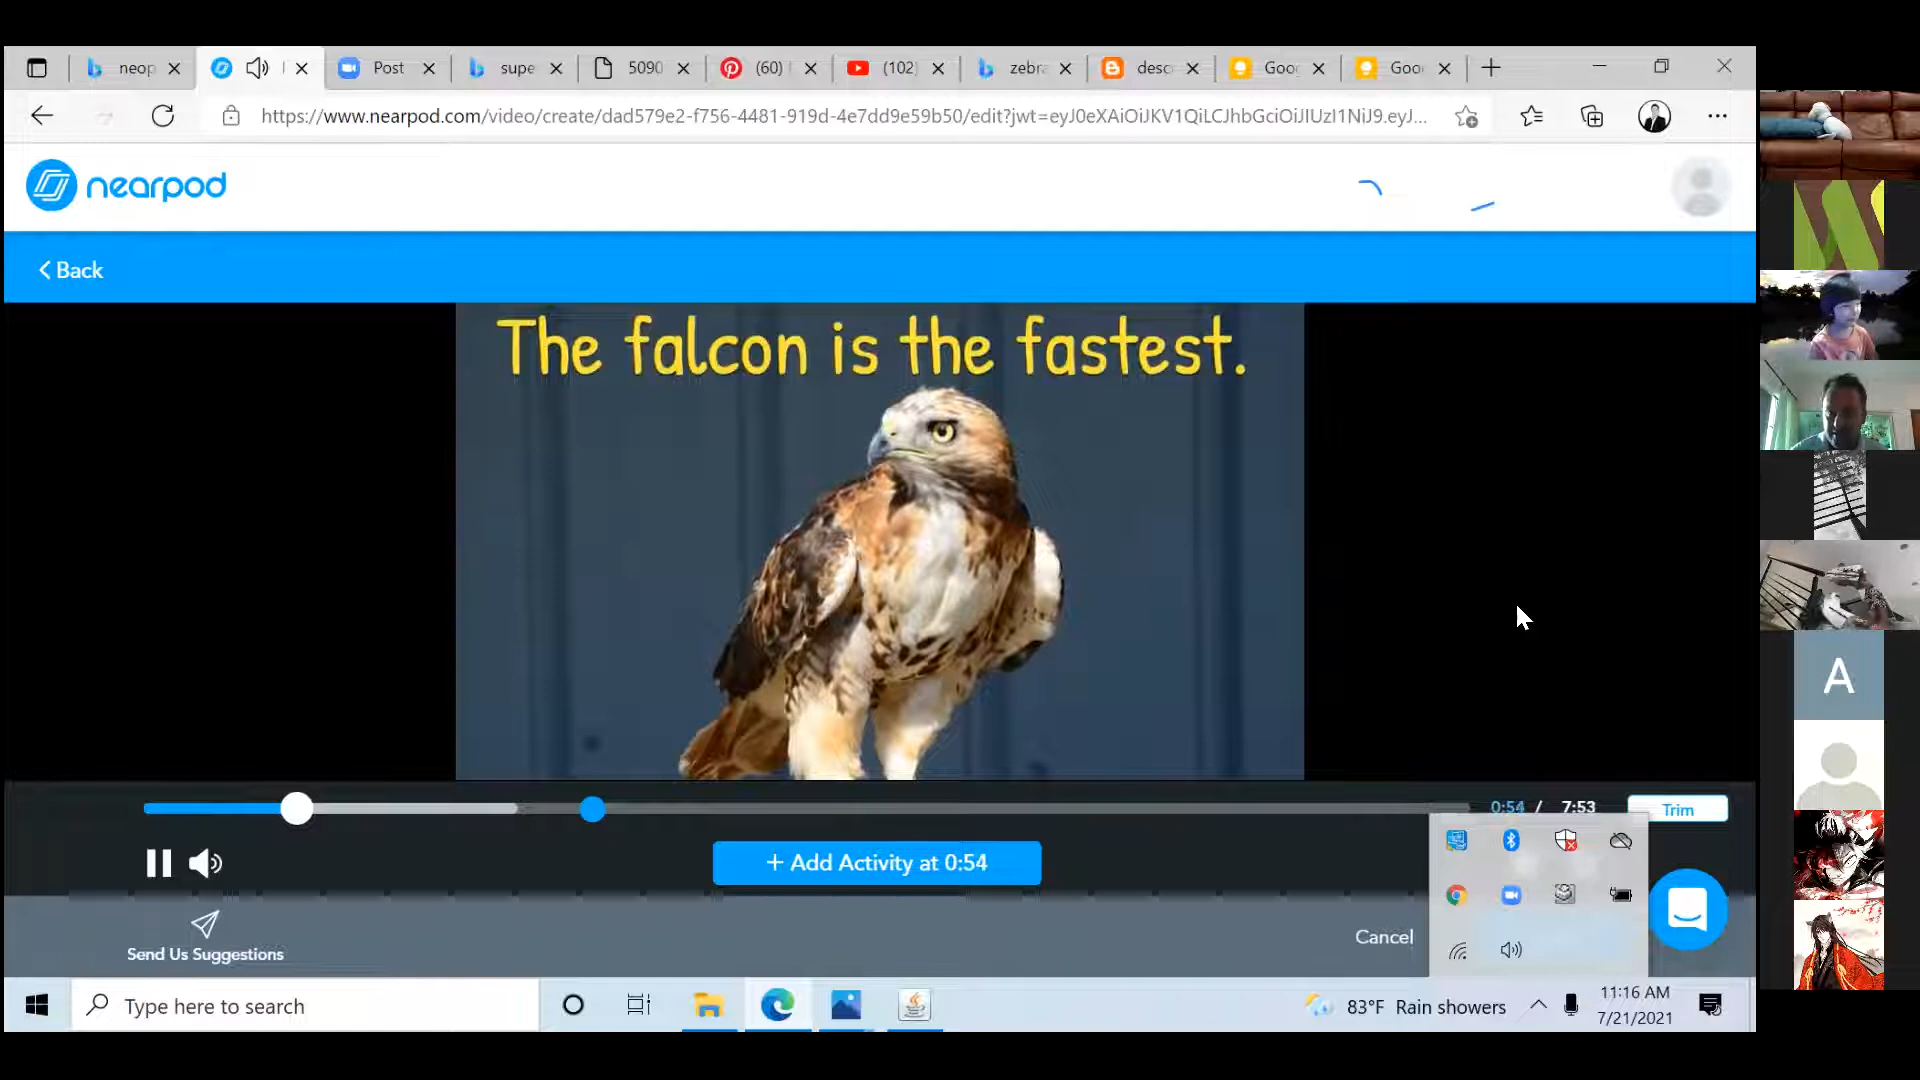 neop
Post
supe
5090
(60)
(102)
zebra
desc
Goog
Goo
https://www.nearpod.com/video/create/dad579e2-f756-4481-919d-4e7dd9e59b50/edit?jwt=eyJ0eXAiOiJKV1QiLCJhbGciOiJIUzI1NiJ9.eyJ...
nearpod
Back
The falcon is the fastest.
0:54 / 7:53
Trim
+ Add Activity at 0:54
Send Us Suggestions
Cancel
A
Type here to search
83°F Rain showers
11:16 AM
7/21/2021